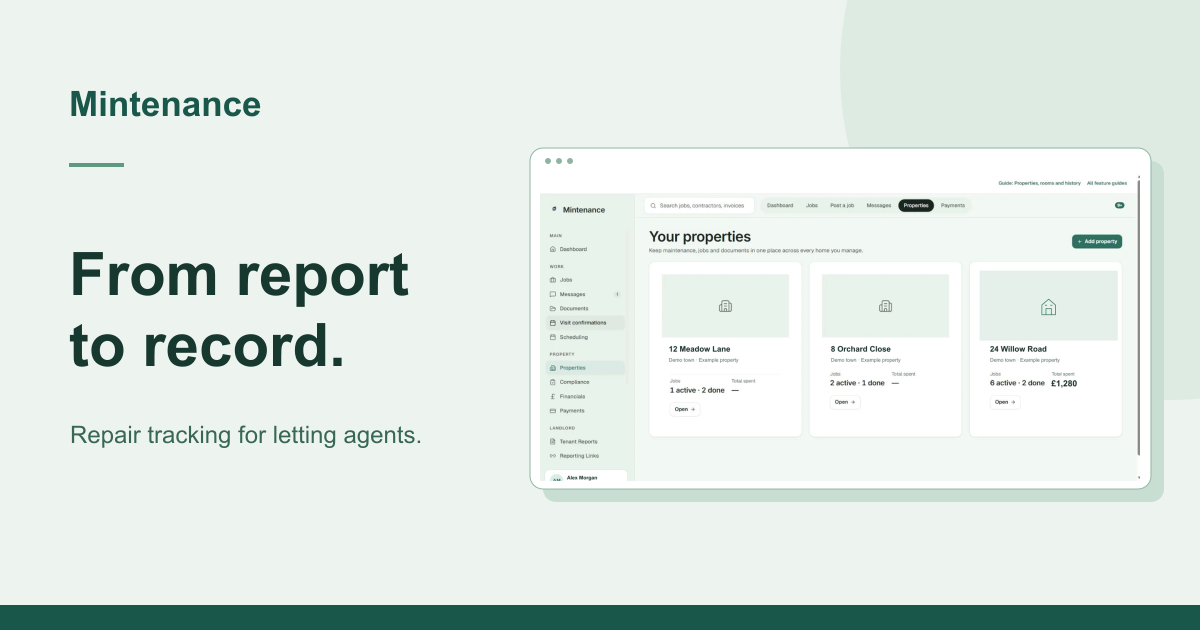 Mintenance
From report
to record.
Repair tracking for letting agents.
Guide: Properties, rooms and history All feature guides
Mintenance
Search jobs, contractors, invoices
Dashboard Jobs Post a job Messages Properties Payments
9+
MAIN
Dashboard
WORK
Jobs
Messages 1
Documents
Visit confirmations
Scheduling
PROPERTY
Properties
Compliance
Financials
Payments
LANDLORD
Tenant Reports
Reporting Links
Alex Morgan
Your properties
Keep maintenance, jobs and documents in one place across every home you manage.
+ Add property
12 Meadow Lane
Demo town · Example property
Jobs Total spent
1 active · 2 done —
Open →
8 Orchard Close
Demo town · Example property
Jobs Total spent
2 active · 1 done —
Open →
24 Willow Road
Demo town · Example property
Jobs Total spent
6 active · 2 done £1,280
Open →